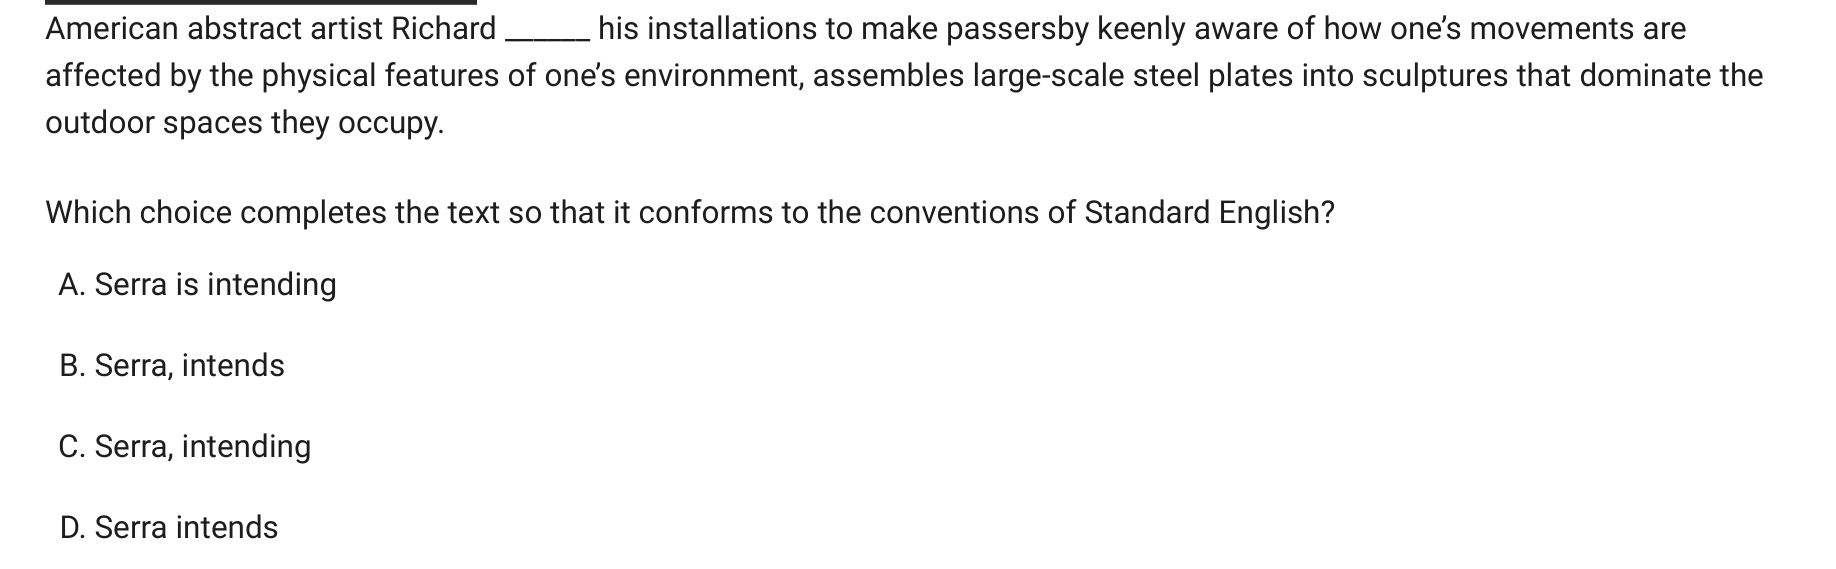 American abstract artist Richard ______ his installations to make passersby keenly aware of how one’s movements are
affected by the physical features of one’s environment, assembles large-scale steel plates into sculptures that dominate the
outdoor spaces they occupy.
Which choice completes the text so that it conforms to the conventions of Standard English?
A. Serra is intending
B. Serra, intends
C. Serra, intending
D. Serra intends